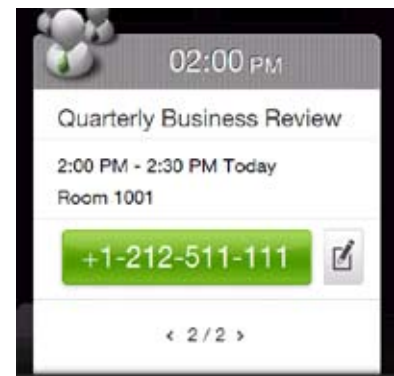 02:00 PM
Quarterly Business Review
2:00 PM - 2:30 PM Today
Room 1001
+1-212-511-111
< 2/2 >